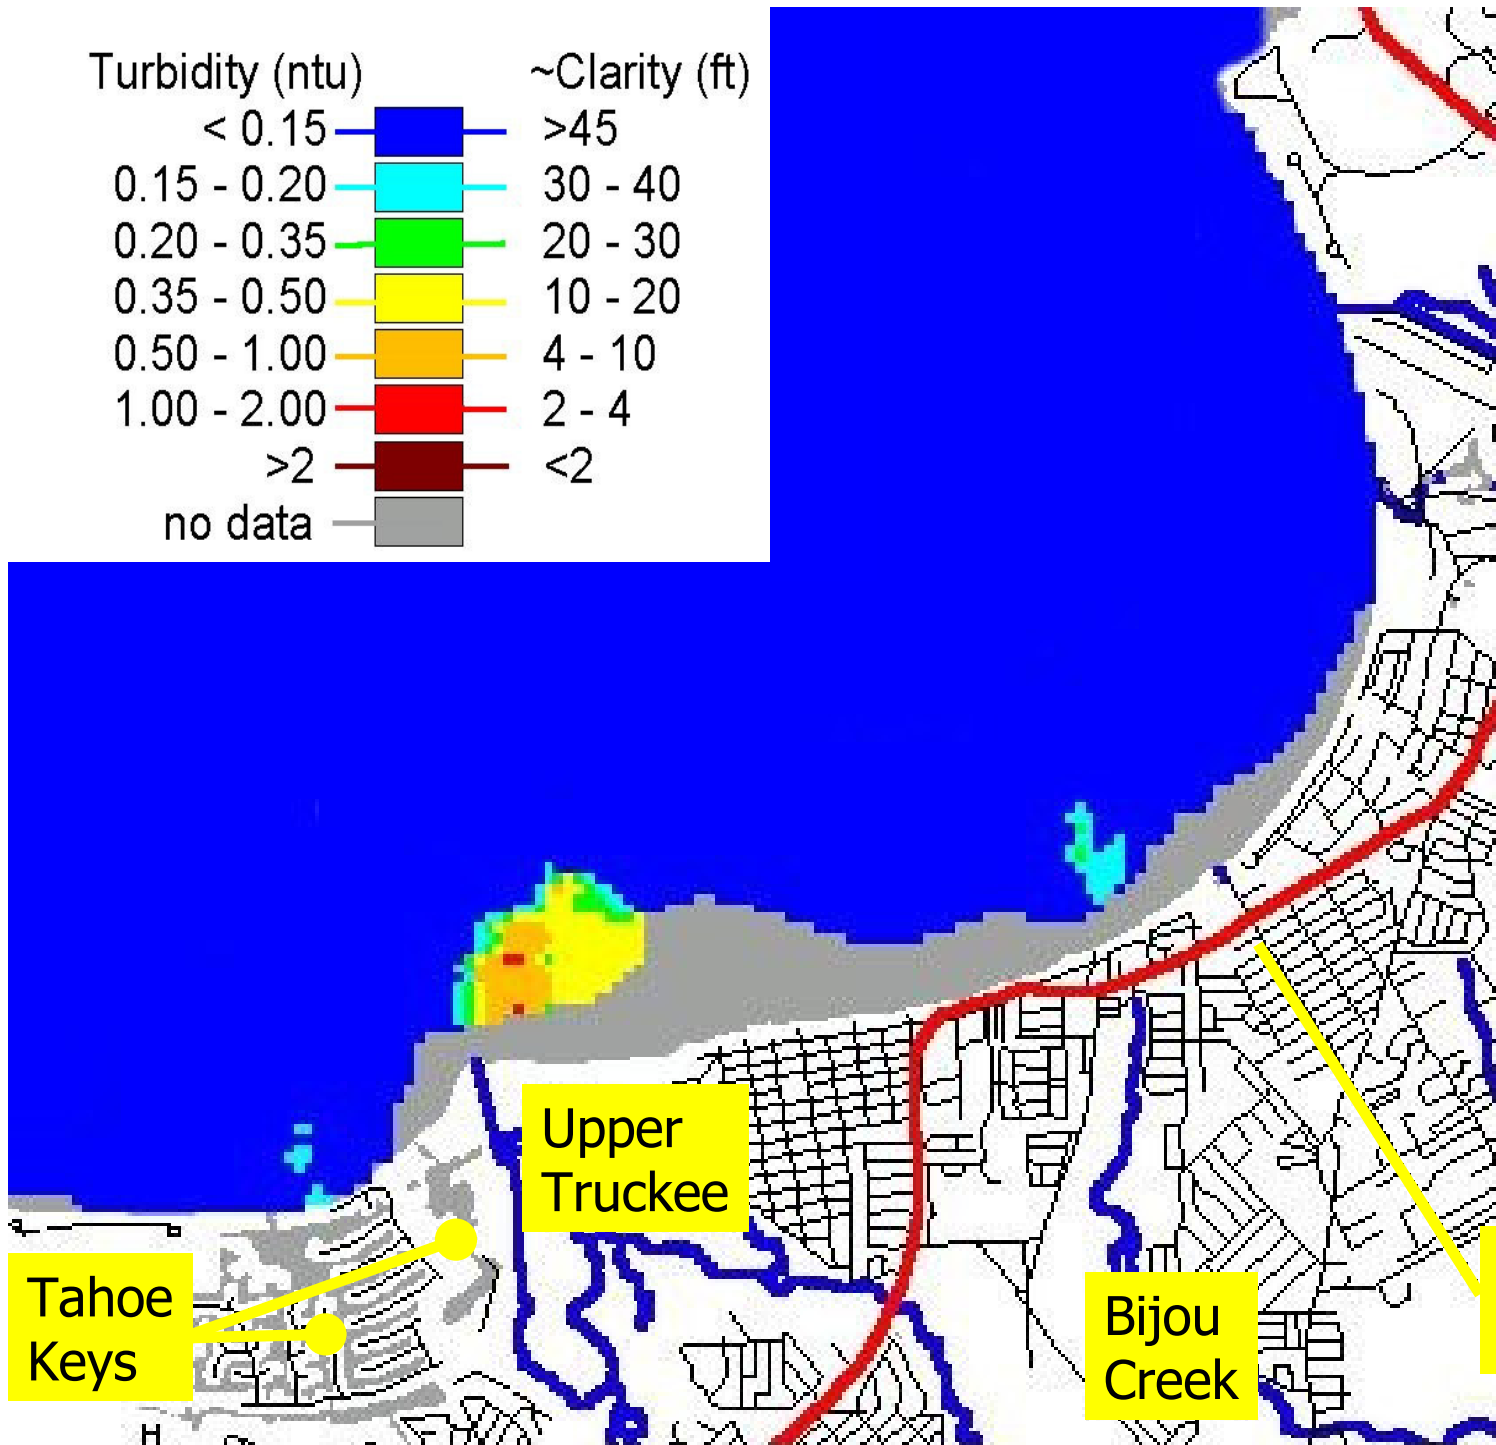 Turbidity (ntu) ~Clarity (ft)
< 0.15 >45
0.15 - 0.20 30 - 40
0.20 - 0.35 20 - 30
0.35 - 0.50 10 - 20
0.50 - 1.00 4 - 10
1.00 - 2.00 2 - 4
>2 <2
no data
Upper
Truckee
Tahoe
Keys
Bijou
Creek
H